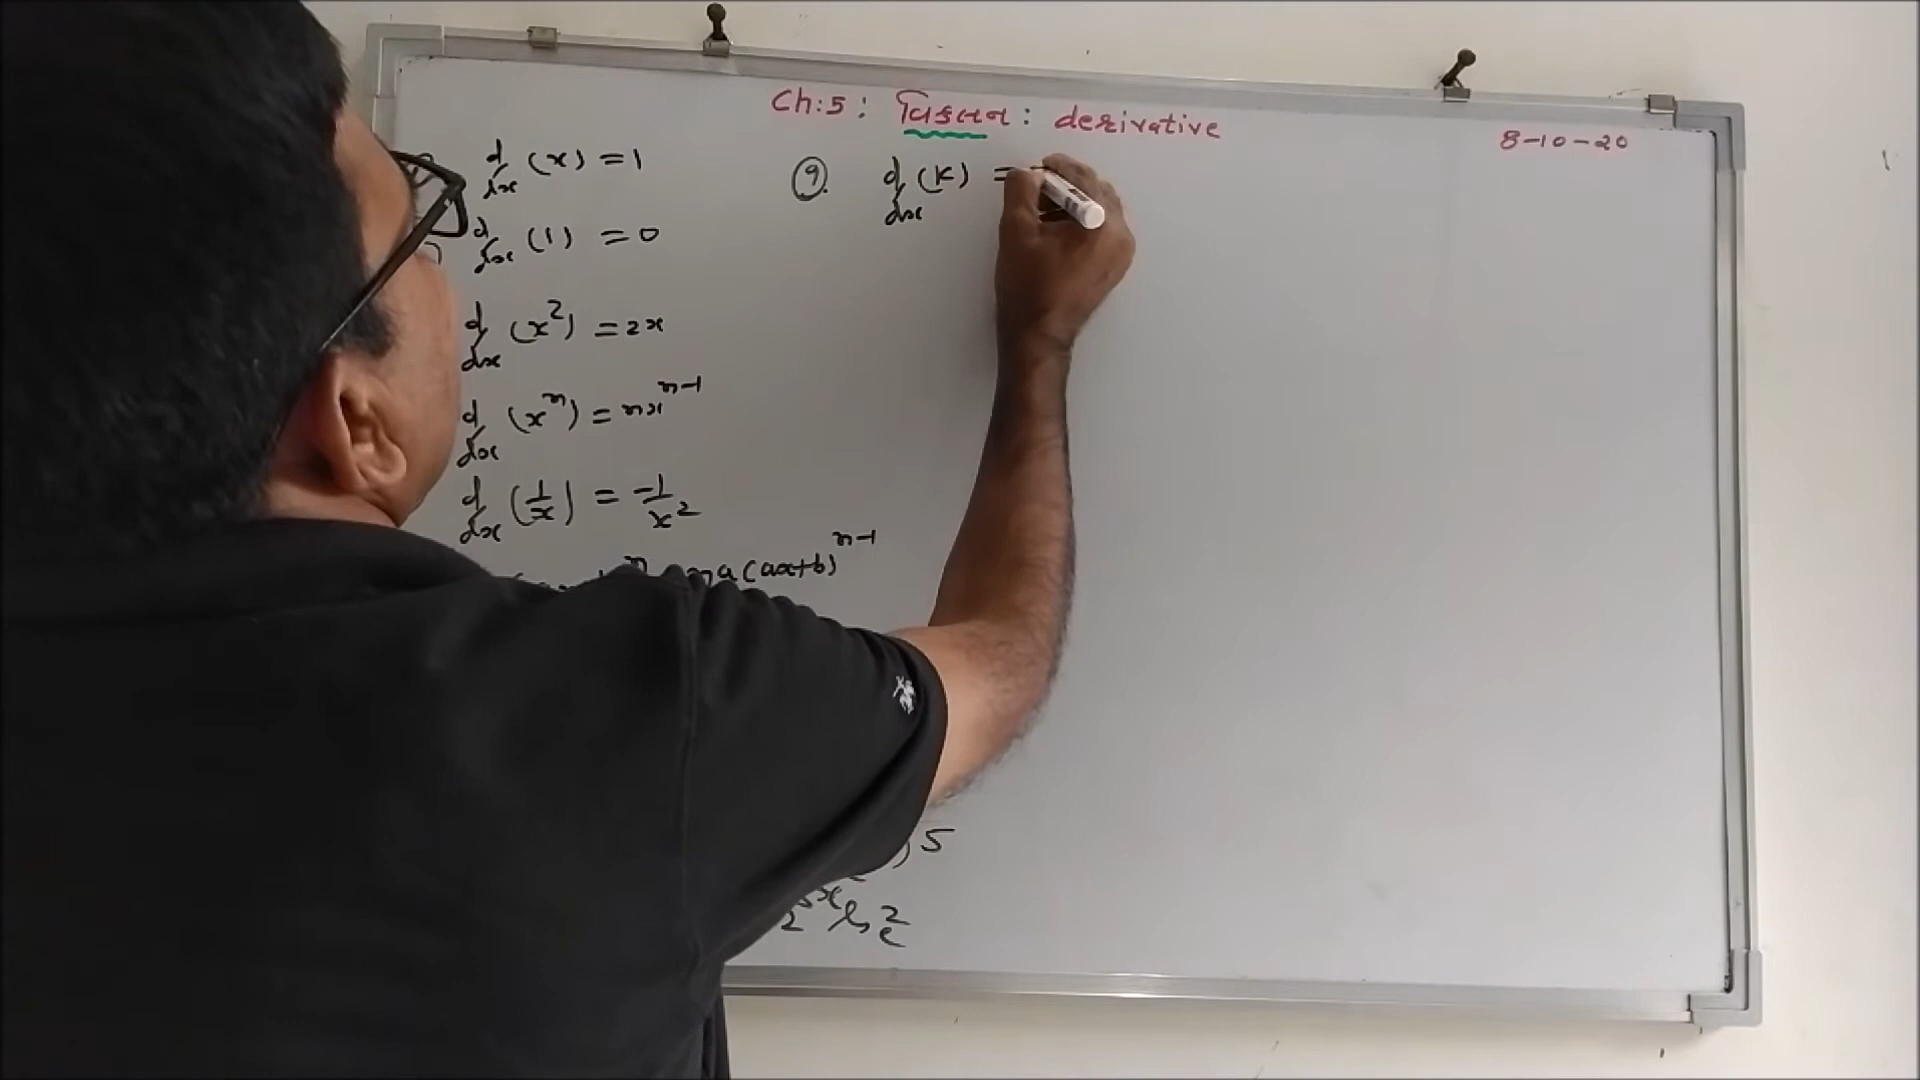 Ch:5 : વિકલન : derivative
8-10-20
d/dx (x) = 1
d/dx (1) = 0
d/dx (x²) = 2x
d/dx (xⁿ) = nxⁿ⁻¹
d/dx (1/x) = -1/x²
na(ax+b)ⁿ⁻¹
)5
9. d/dx (K) =